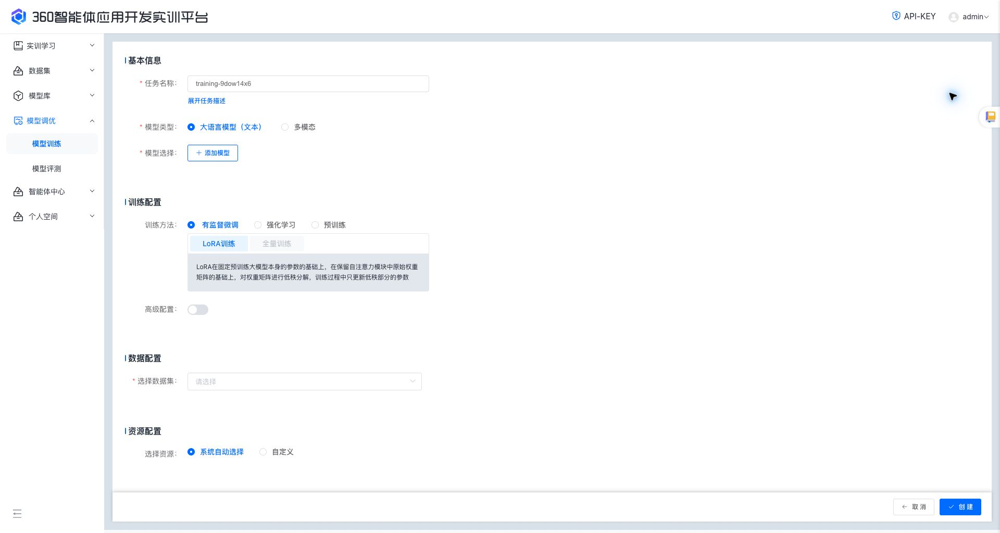 360智能体应用开发实训平台
API-KEY
admin
实训学习
数据集
模型库
模型调优
模型训练
模型评测
智能体中心
个人空间
基本信息
* 任务名称:
training-9dow14x6
展开任务描述
* 模型类型:
大语言模型（文本）
多模态
* 模型选择:
添加模型
训练配置
训练方法:
有监督微调
强化学习
预训练
LoRA训练
全量训练
LoRA在固定预训练大模型本身的参数的基础上，在保留自注意力模块中原始权重
矩阵的基础上，对权重矩阵进行低秩分解，训练过程中只更新低秩部分的参数
高级配置:
数据配置
* 选择数据集:
请选择
资源配置
选择资源:
系统自动选择
自定义
取消
创建